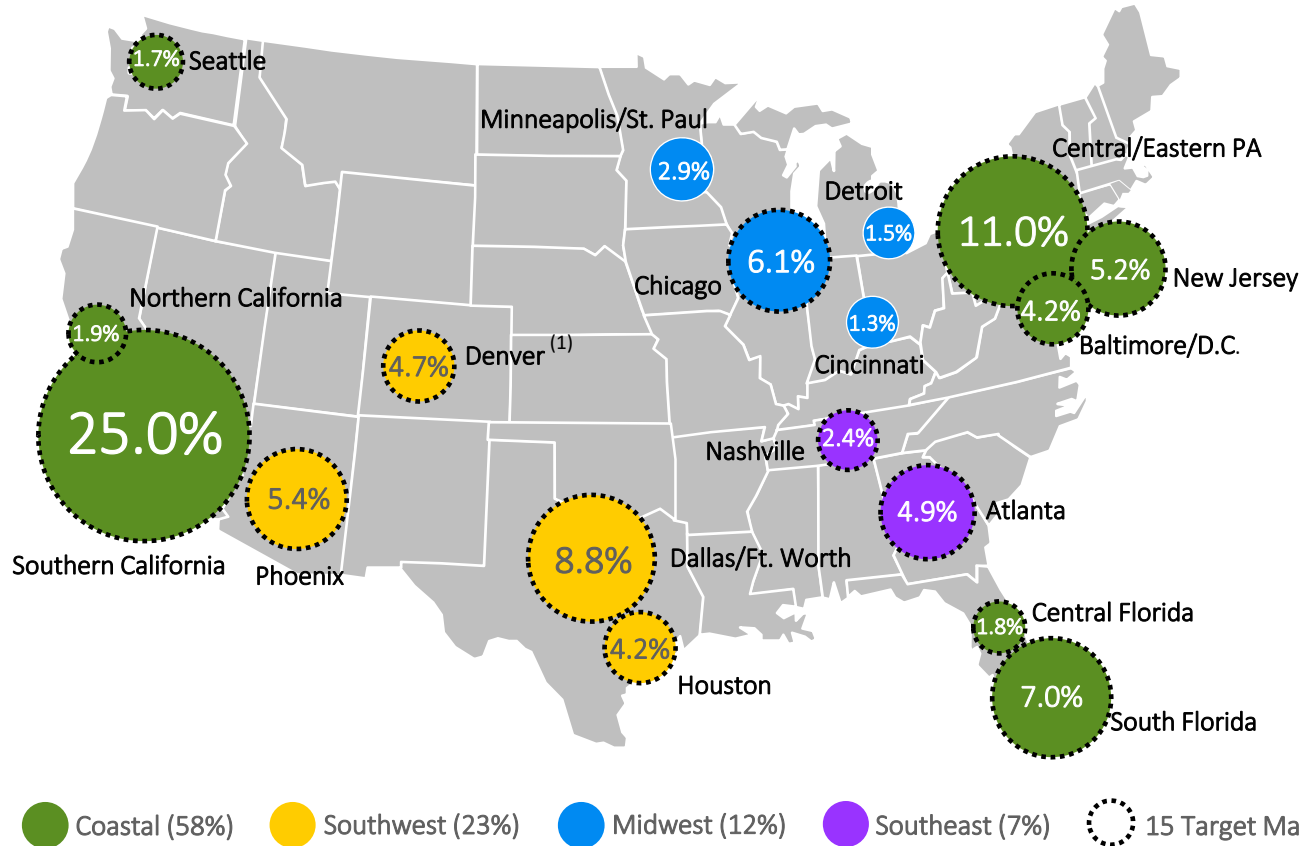 1.7% Seattle
Minneapolis/St. Paul
2.9%
Central/Eastern PA
11.0%
Detroit
1.5%
5.2% New Jersey
Chicago 6.1%
4.2%
Baltimore/D.C.
1.3%
Cincinnati
Northern California
1.9%
25.0%
Southern California
4.7% Denver (1)
5.4%
Phoenix
Nashville 2.4%
4.9% Atlanta
8.8% Dallas/Ft. Worth
4.2%
Houston
1.8% Central Florida
7.0%
South Florida
Coastal (58%) Southwest (23%) Midwest (12%) Southeast (7%) 15 Target Ma